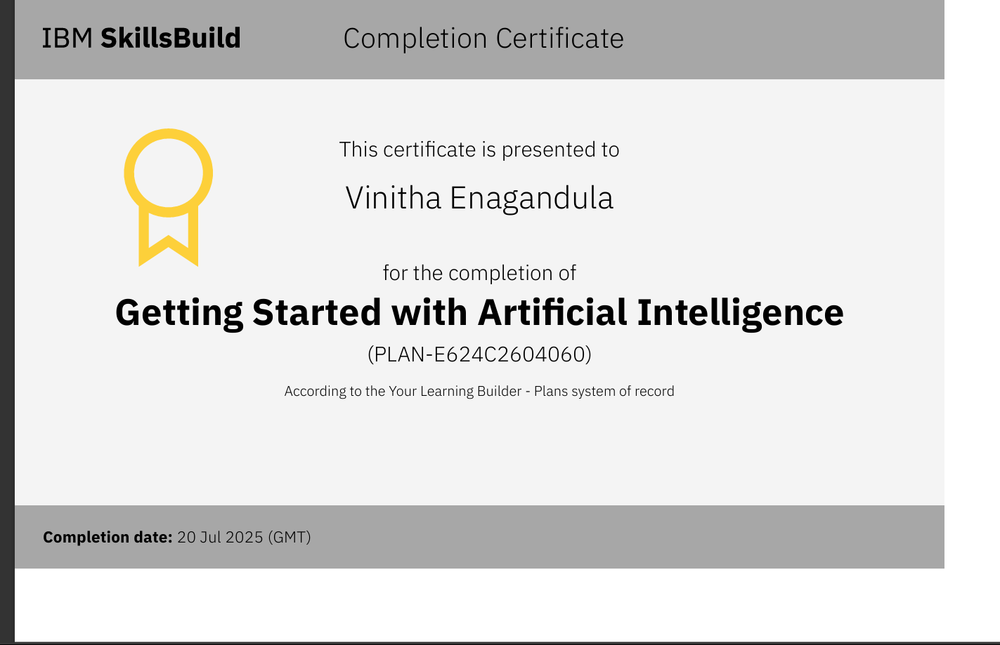 IBM SkillsBuild
Completion Certificate
This certificate is presented to
Vinitha Enagandula
for the completion of
Getting Started with Artificial Intelligence
(PLAN-E624C2604060)
According to the Your Learning Builder - Plans system of record
Completion date: 20 Jul 2025 (GMT)